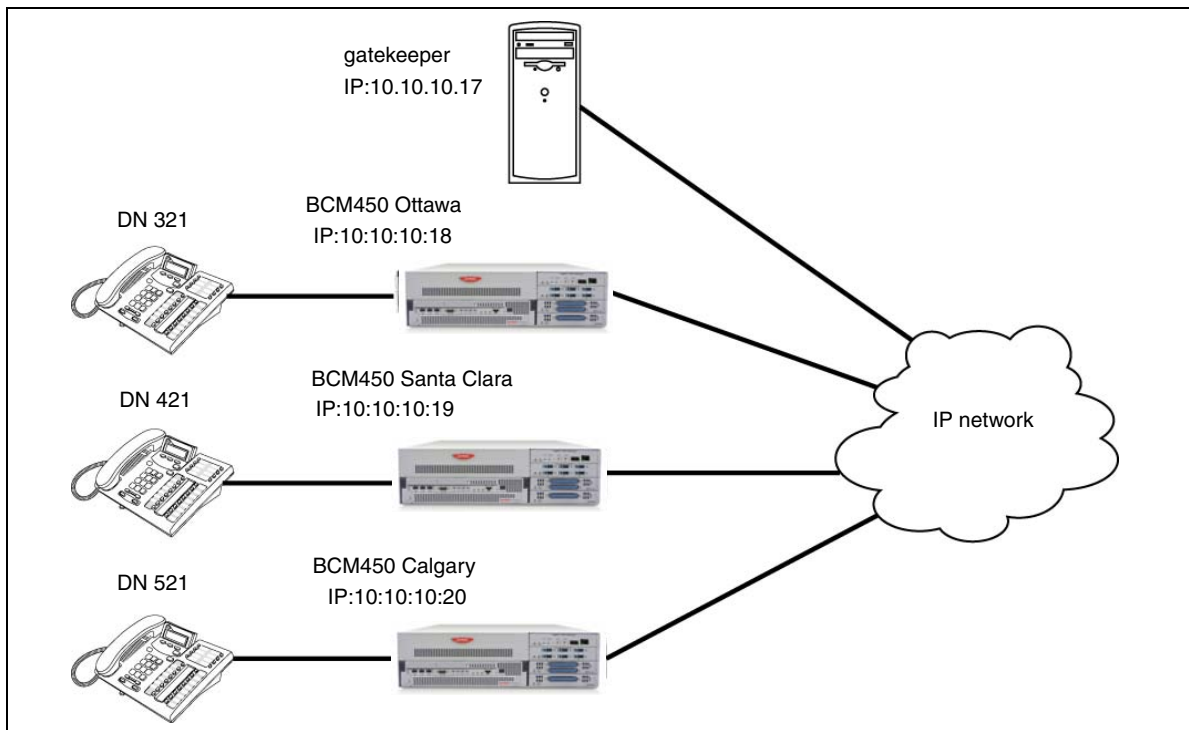 gatekeeper
IP:10.10.10.17
DN 321
BCM450 Ottawa
IP:10:10:10:18
DN 421
BCM450 Santa Clara
IP:10:10:10:19
IP network
DN 521
BCM450 Calgary
IP:10:10:10:20